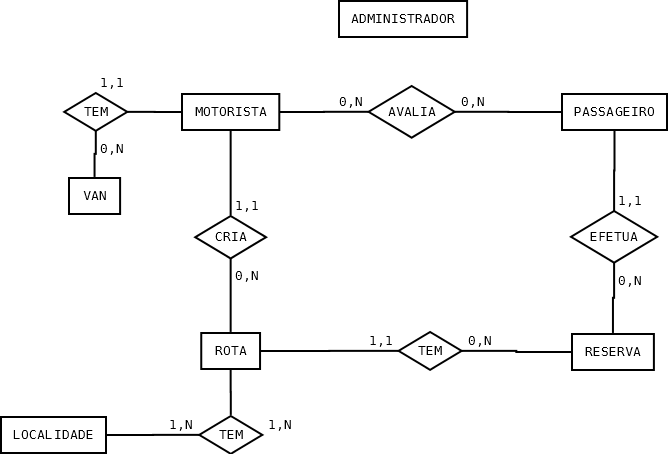 ADMINISTRADOR
1,1
TEM
MOTORISTA
0,N
AVALIA
0,N
PASSAGEIRO
0,N
VAN
1,1
CRIA
0,N
1,1
EFETUA
0,N
ROTA
1,1
TEM
0,N
RESERVA
LOCALIDADE
1,N
TEM
1,N